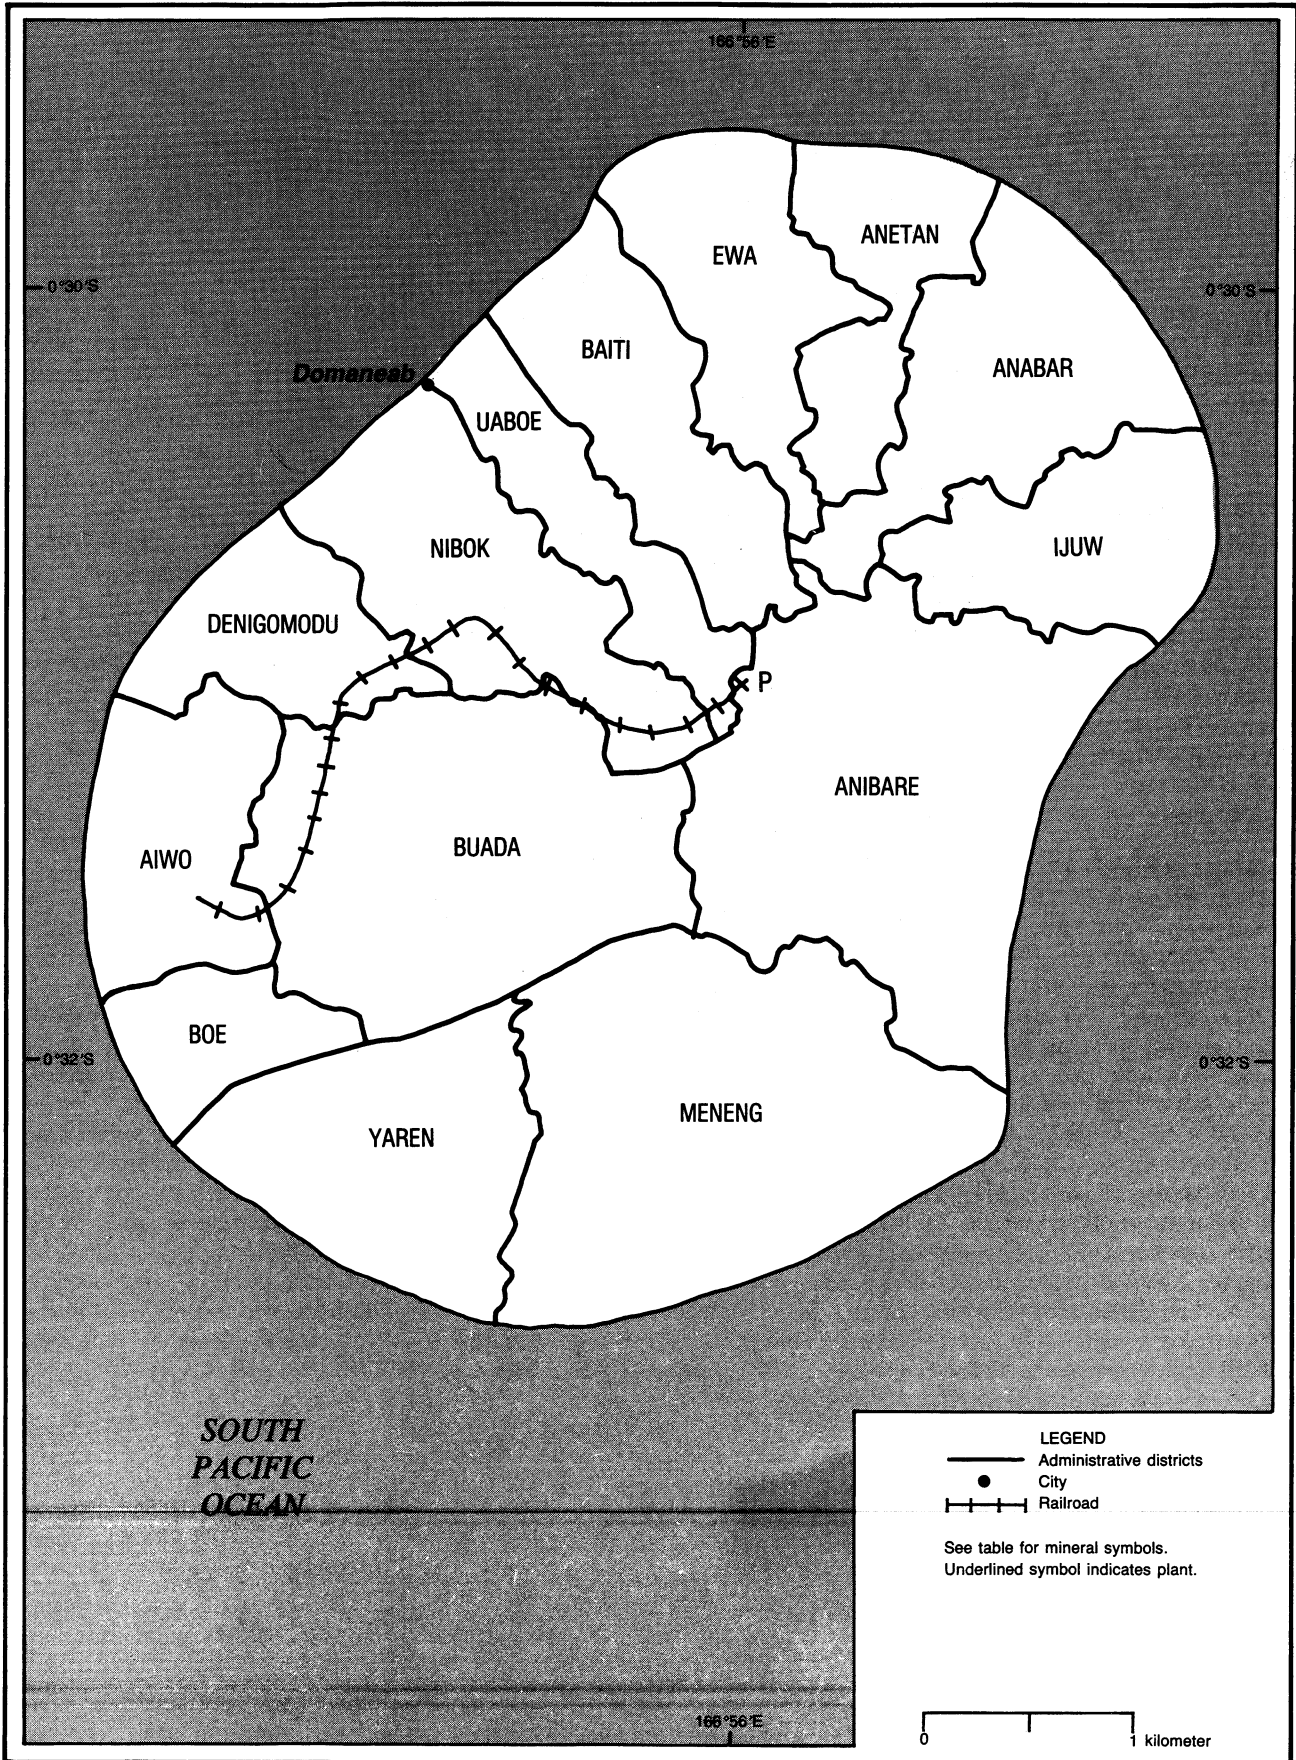 166°56'E
ANETAN
EWA
0°30'S
0°30'S
BAITI
ANABAR
Domaneab
UABOE
NIBOK
IJUW
DENIGOMODU
P
ANIBARE
BUADA
AIWO
BOE
0°32'S
0°32'S
MENENG
YAREN
SOUTH
PACIFIC
OCEAN
LEGEND
Administrative districts
City
Railroad
See table for mineral symbols.
Underlined symbol indicates plant.
166°56'E
0 1 kilometer